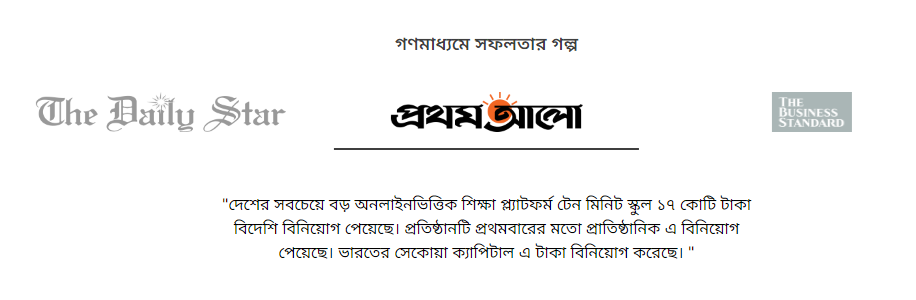 গণমাধ্যমে সফলতার গল্প
The Daily Star
প্রথম আলো
THE
BUSINESS
STANDARD
"দেশের সবচেয়ে বড় অনলাইনভিত্তিক শিক্ষা প্ল্যাটফর্ম টেন মিনিট স্কুল ১৭ কোটি টাকা
বিদেশি বিনিয়োগ পেয়েছে। প্রতিষ্ঠানটি প্রথমবারের মতো প্রাতিষ্ঠানিক এ বিনিয়োগ
পেয়েছে। ভারতের সেকোয়া ক্যাপিটাল এ টাকা বিনিয়োগ করেছে। "